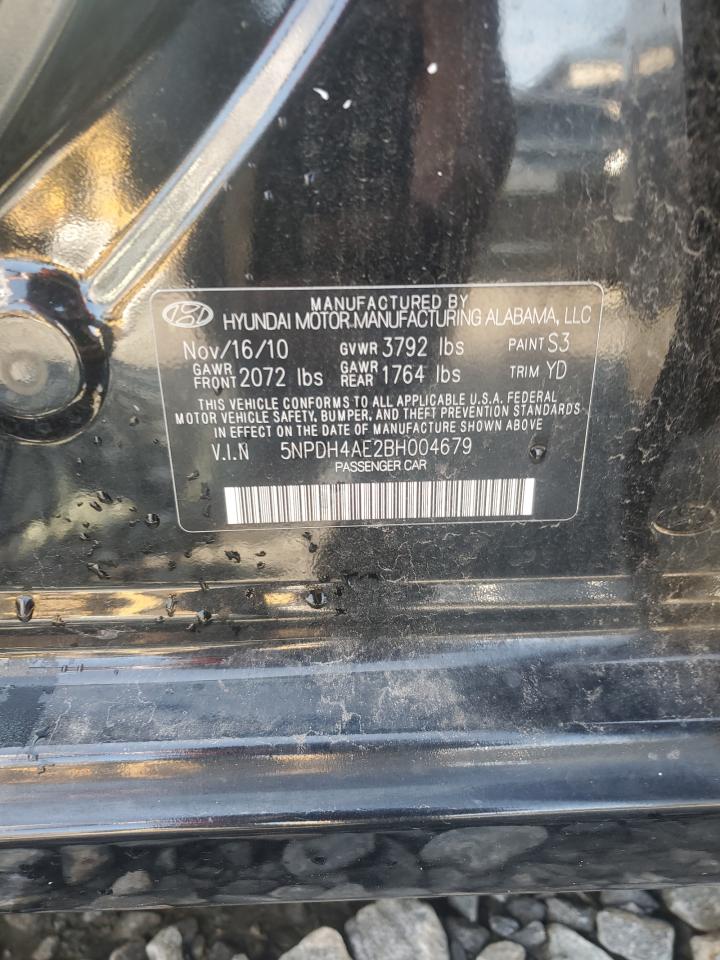 MANUFACTURED BY
HYUNDAI MOTOR MANUFACTURING ALABAMA, LLC
Nov/16/10 GVWR 3792 lbs PAINT S3
GAWR FRONT 2072 lbs GAWR REAR 1764 lbs TRIM YD
THIS VEHICLE CONFORMS TO ALL APPLICABLE U.S.A. FEDERAL
MOTOR VEHICLE SAFETY, BUMPER, AND THEFT PREVENTION STANDARDS
IN EFFECT ON THE DATE OF MANUFACTURE SHOWN ABOVE
V.I.N 5NPDH4AE2BH004679
PASSENGER CAR